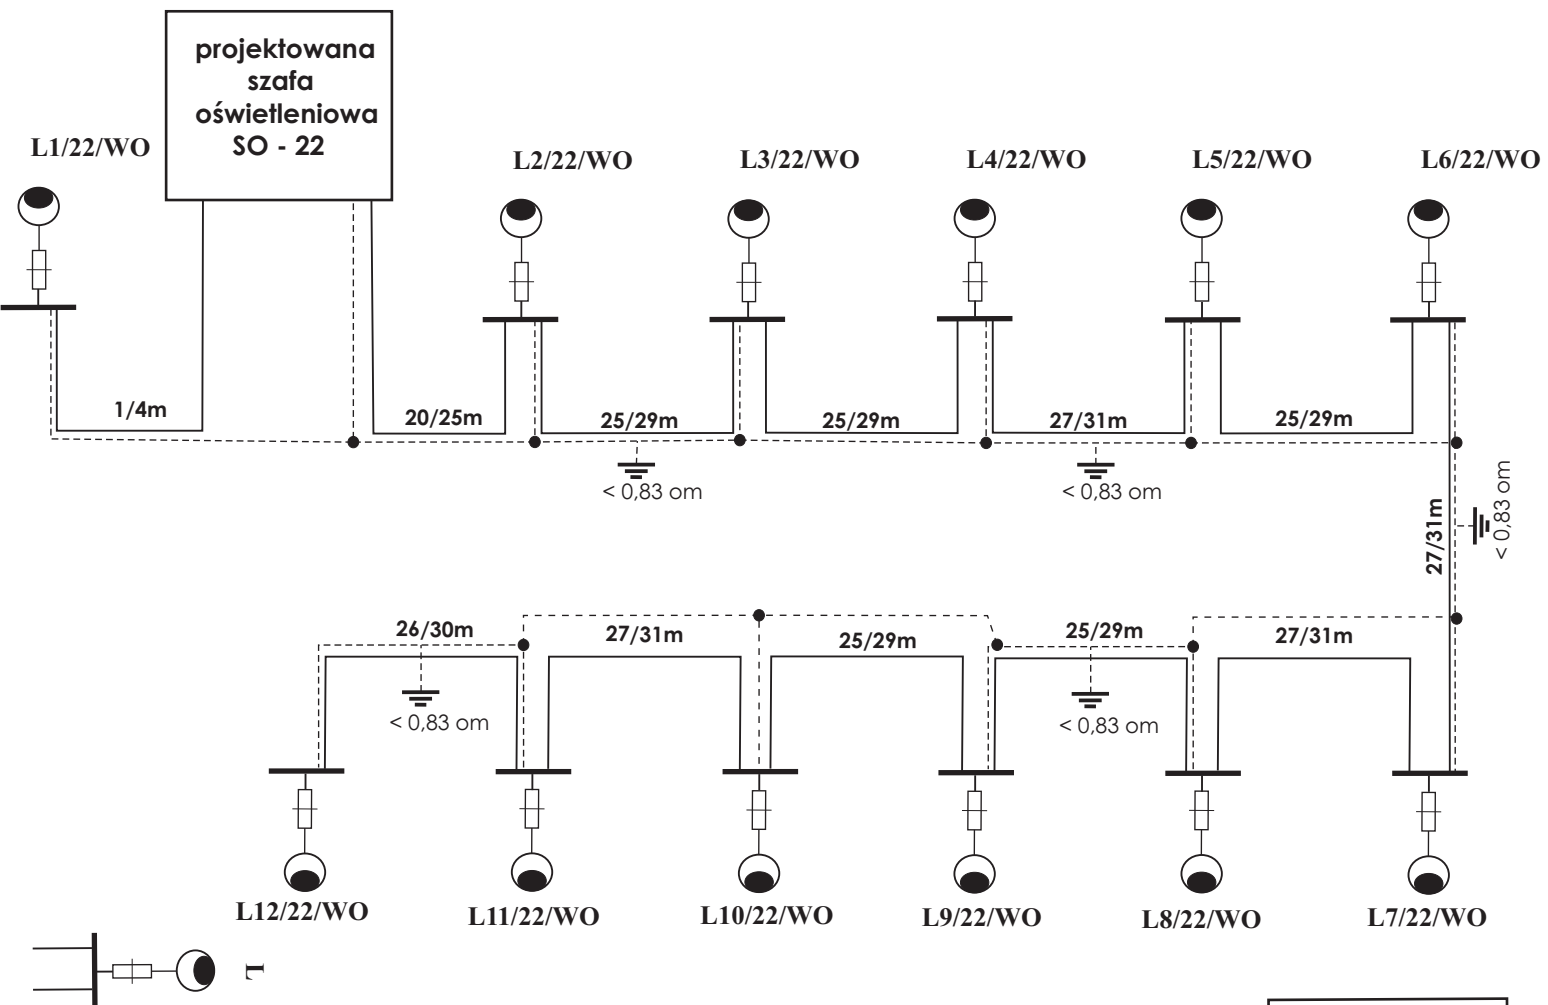 projektowana
szafa
oświetleniowa
SO - 22
L1/22/WO
L2/22/WO
L3/22/WO
L4/22/WO
L5/22/WO
L6/22/WO
1/4m
20/25m
25/29m
25/29m
27/31m
25/29m
< 0,83 om
< 0,83 om
27/31m
< 0,83 om
26/30m
27/31m
25/29m
25/29m
27/31m
< 0,83 om
< 0,83 om
L12/22/WO
L11/22/WO
L10/22/WO
L9/22/WO
L8/22/WO
L7/22/WO
L